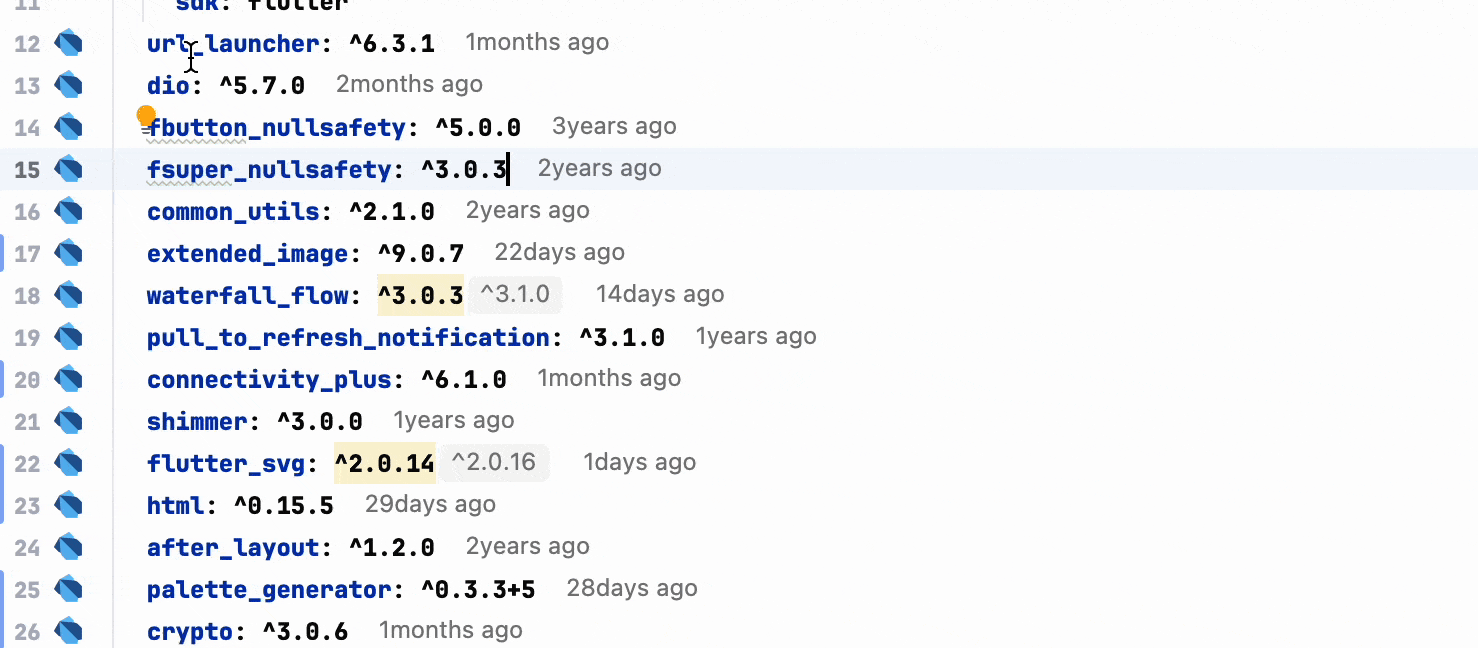 11 sdk: flutter
12 url_launcher: ^6.3.1 1months ago
13 dio: ^5.7.0 2months ago
14 fbutton_nullsafety: ^5.0.0 3years ago
15 fsuper_nullsafety: ^3.0.3 2years ago
16 common_utils: ^2.1.0 2years ago
17 extended_image: ^9.0.7 22days ago
18 waterfall_flow: ^3.0.3 ^3.1.0 14days ago
19 pull_to_refresh_notification: ^3.1.0 1years ago
20 connectivity_plus: ^6.1.0 1months ago
21 shimmer: ^3.0.0 1years ago
22 flutter_svg: ^2.0.14 ^2.0.16 1days ago
23 html: ^0.15.5 29days ago
24 after_layout: ^1.2.0 2years ago
25 palette_generator: ^0.3.3+5 28days ago
26 crypto: ^3.0.6 1months ago